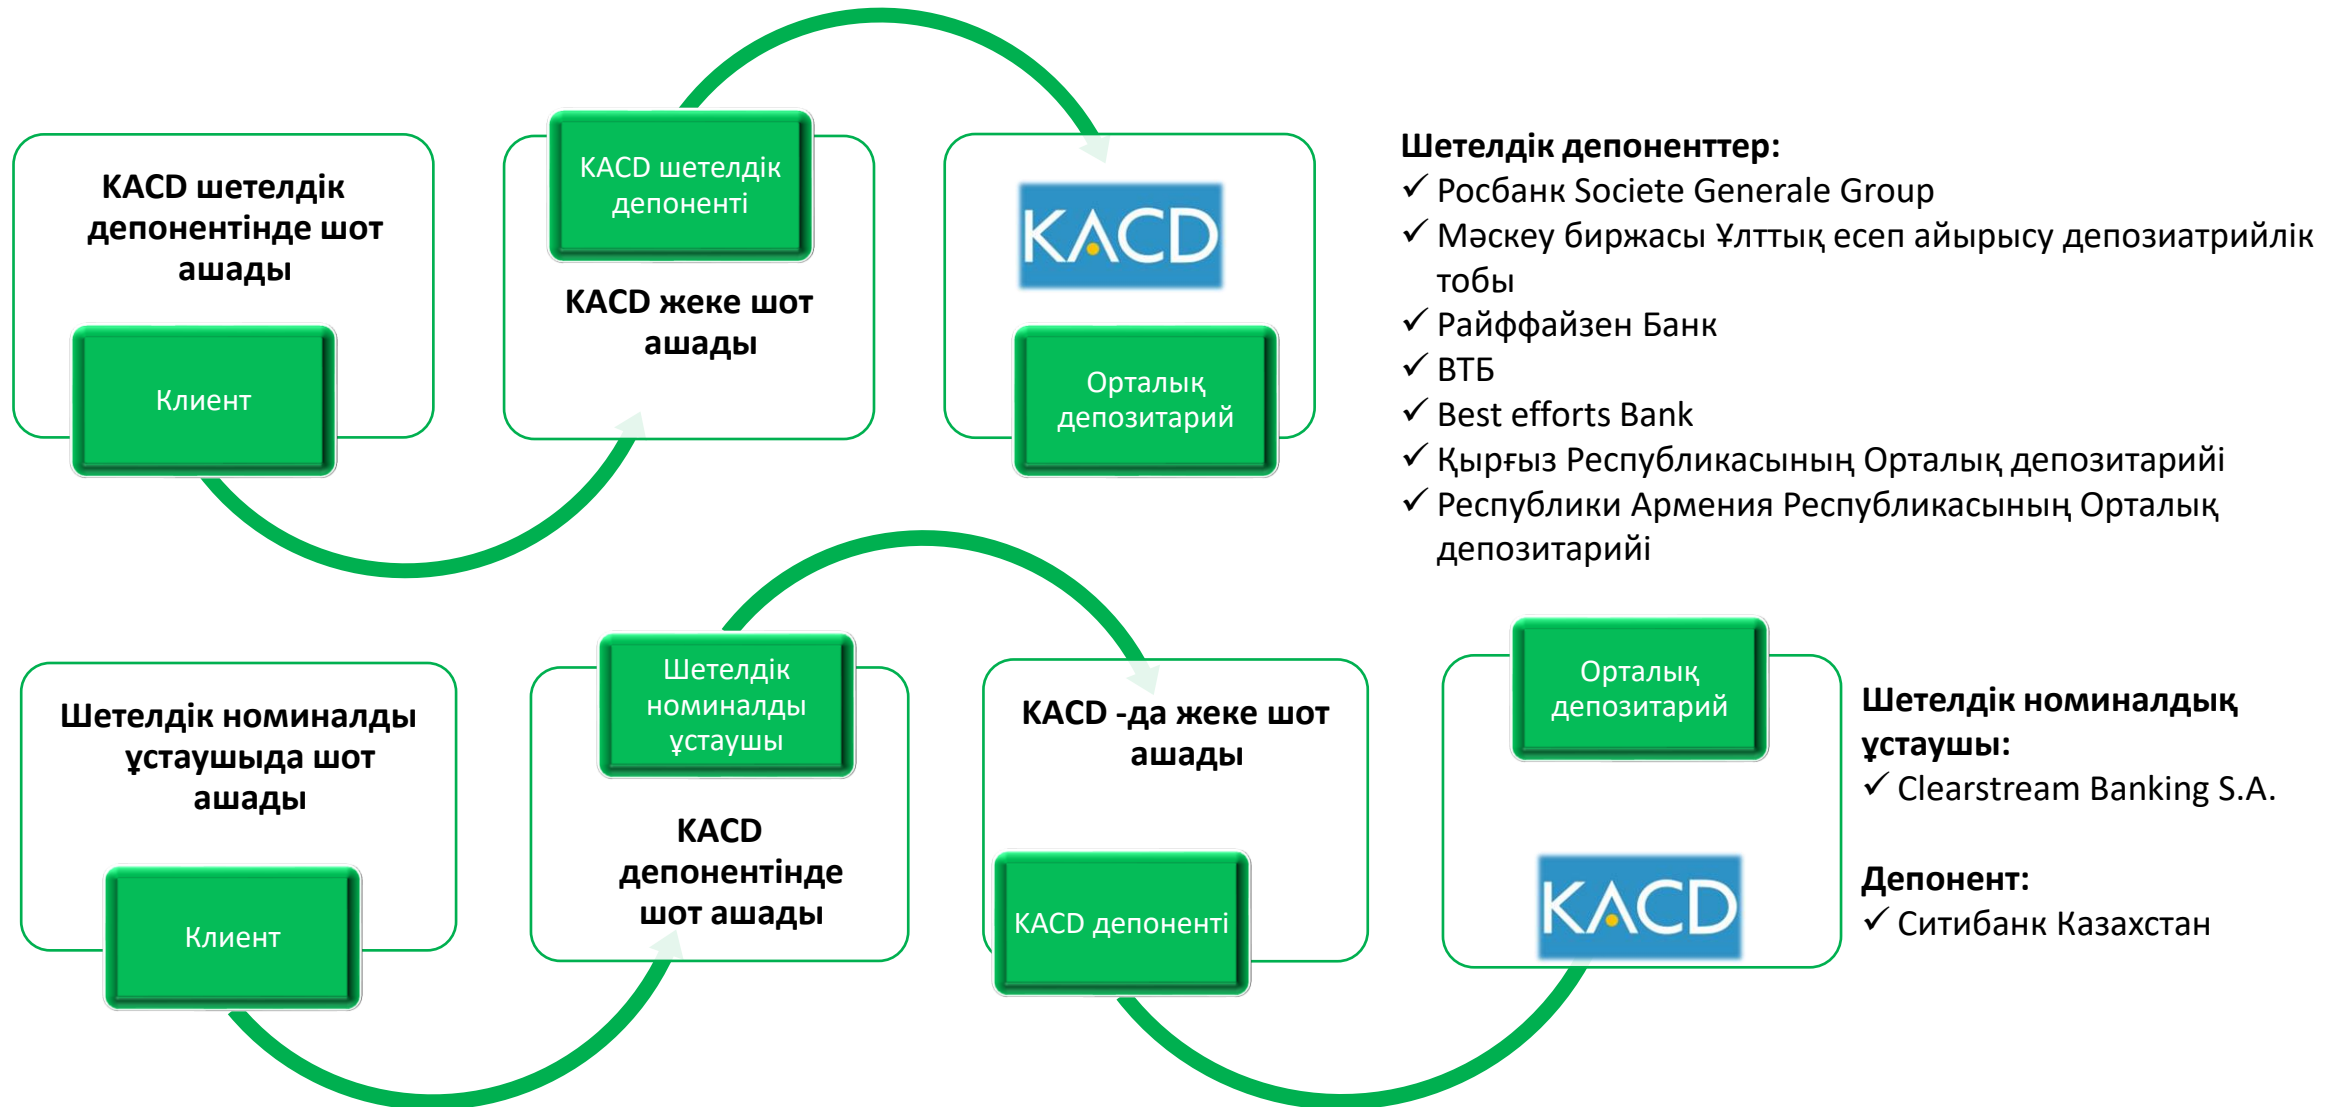 KACD шетелдік
депонентінде шот
ашады
Клиент
KACD шетелдік
депоненті
KACD жеке шот
ашады
KACD
Орталық
депозитарий
Шетелдік депоненттер:
✓ Росбанк Societe Generale Group
✓ Мәскеу биржасы Ұлттық есеп айырысу депозиатрийлік
тобы
✓ Райффайзен Банк
✓ ВТБ
✓ Best efforts Bank
✓ Қырғыз Республикасының Орталық депозитарийі
✓ Республики Армения Республикасының Орталық
депозитарийі
Шетелдік номиналды
ұстаушыда шот
ашады
Клиент
Шетелдік
номиналды
ұстаушы
KACD
депонентінде
шот ашады
KACD -да жеке шот
ашады
KACD депоненті
Орталық
депозитарий
KACD
Шетелдік номиналдық
ұстаушы:
✓ Clearstream Banking S.A.
Депонент:
✓ Ситибанк Казахстан